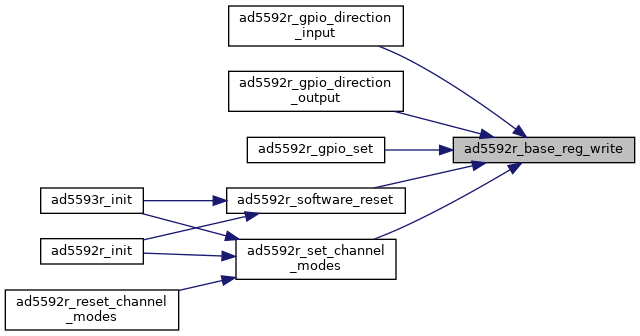 ad5592r_gpio_direction
_input
ad5592r_gpio_direction
_output
ad5592r_gpio_set
ad5592r_base_reg_write
ad5593r_init
ad5592r_software_reset
ad5592r_init
ad5592r_set_channel
_modes
ad5592r_reset_channel
_modes